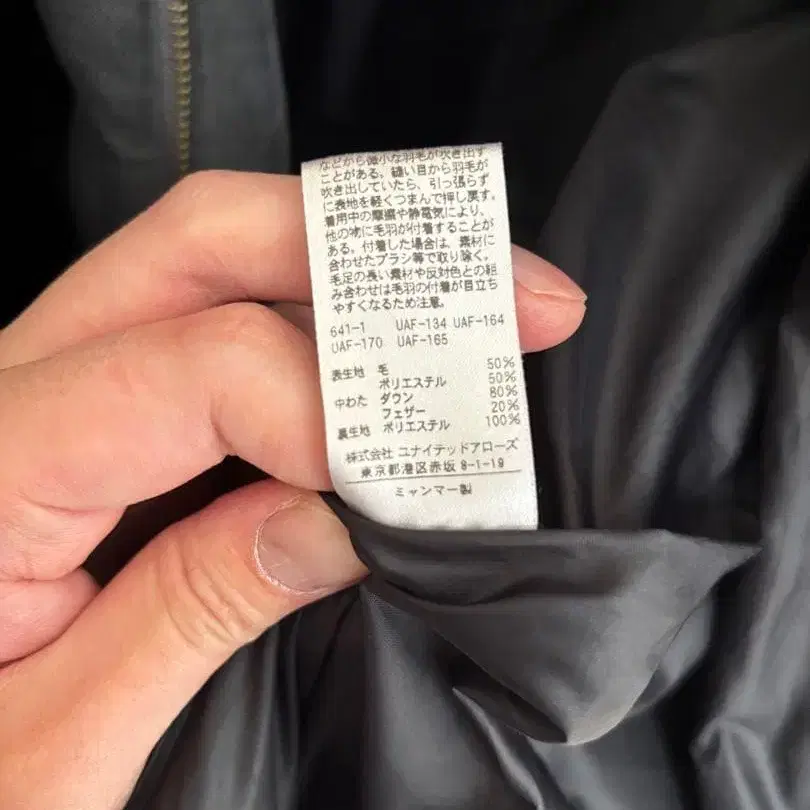 などから微小な羽毛が吹き出す
ことがある。縫い目から羽毛が
吹き出していたら、引っ張らず
に表地を軽くつまんで押し戻す。
着用中の摩擦や静電気により、
他の物に毛羽が付着することが
ある。付着した場合は、素材に
合わせたブラシ等で取り除く。
毛足の長い素材や反対色との組
み合わせは毛羽の付着が目立ち
やすくなるため注意。
641-1 UAF-134 UAF-164
UAF-170 UAF-165
表生地 毛 50%
ポリエステル 50%
中わた ダウン 80%
フェザー 20%
裏生地 ポリエステル 100%
株式会社 ユナイテッドアローズ
東京都港区赤坂 8-1-19
ミャンマー製